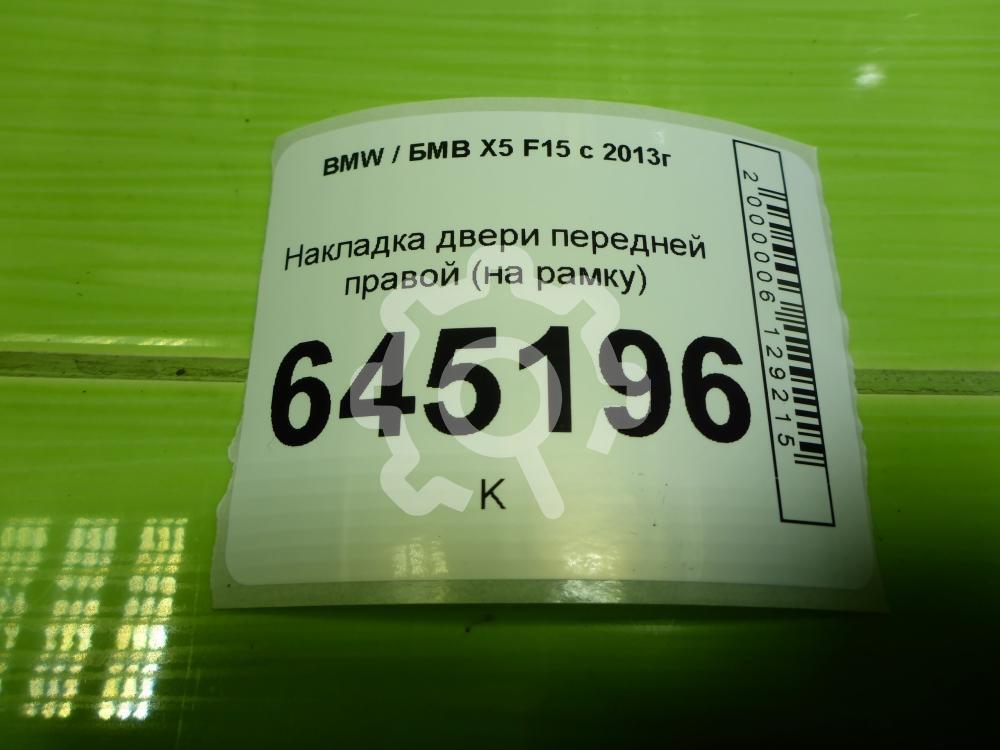 BMW / БМВ X5 F15 с 2013г
Накладка двери передней
правой (на рамку)
645196
К
2000006129215